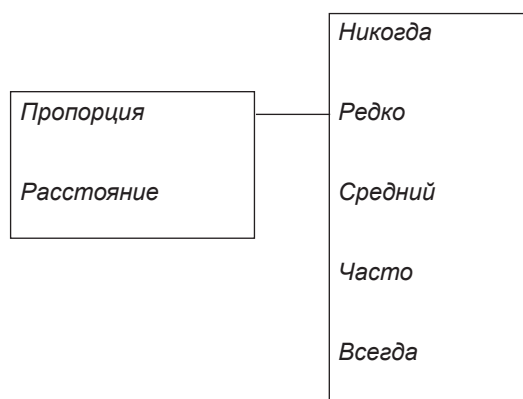 Пропорция
Расстояние
Никогда
Редко
Средний
Часто
Всегда